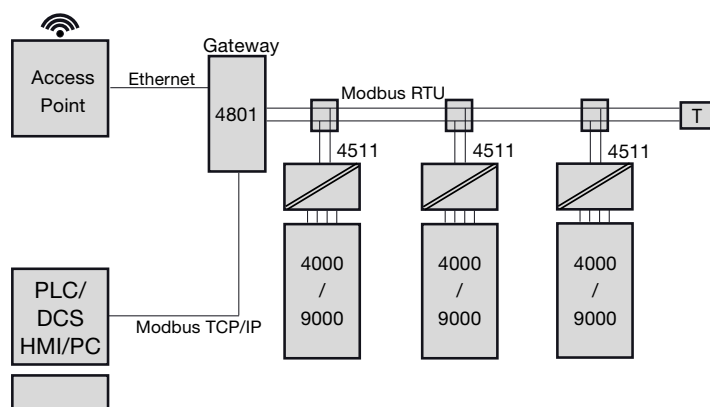 Gateway
Access
Point
Ethernet
4801
Modbus RTU
T
4511
4511
4511
4000
/
9000
4000
/
9000
4000
/
9000
PLC/
DCS
HMI/PC
Modbus TCP/IP